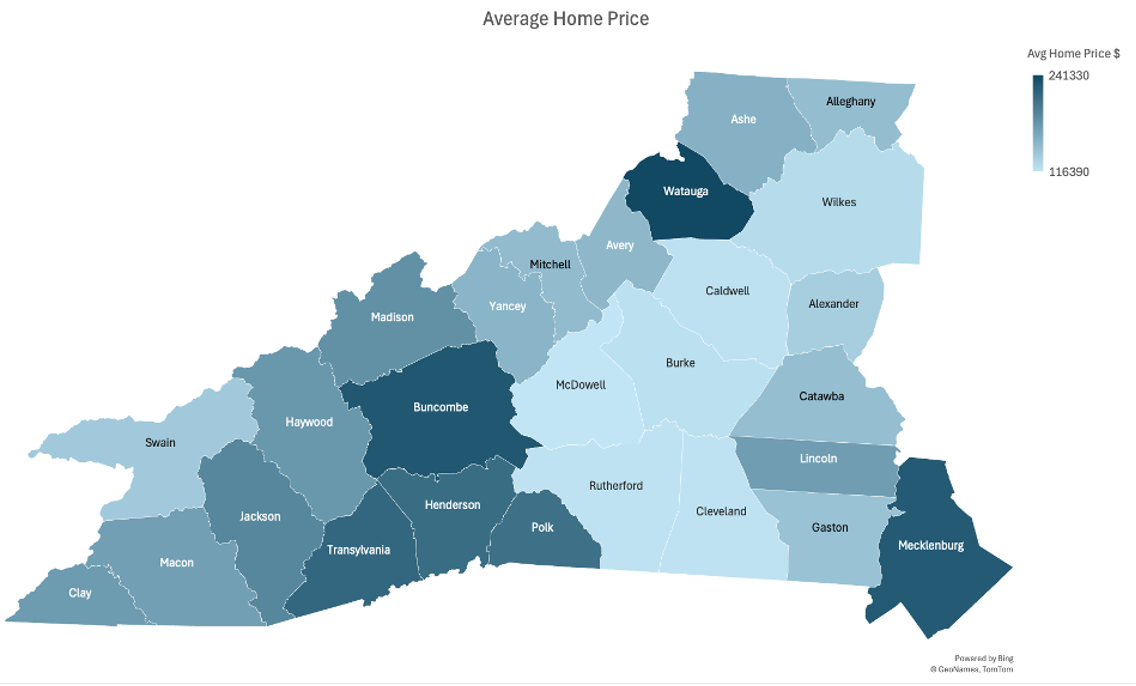 Average Home Price
Avg Home Price $
241330
116390
Alleghany
Ashe
Watauga
Wilkes
Avery
Mitchell
Caldwell
Alexander
Yancey
Madison
Burke
McDowell
Catawba
Buncombe
Haywood
Swain
Lincoln
Rutherford
Henderson
Cleveland
Jackson
Polk
Gaston
Mecklenburg
Transylvania
Macon
Clay
Powered by Bing
© GeoNames, TomTom